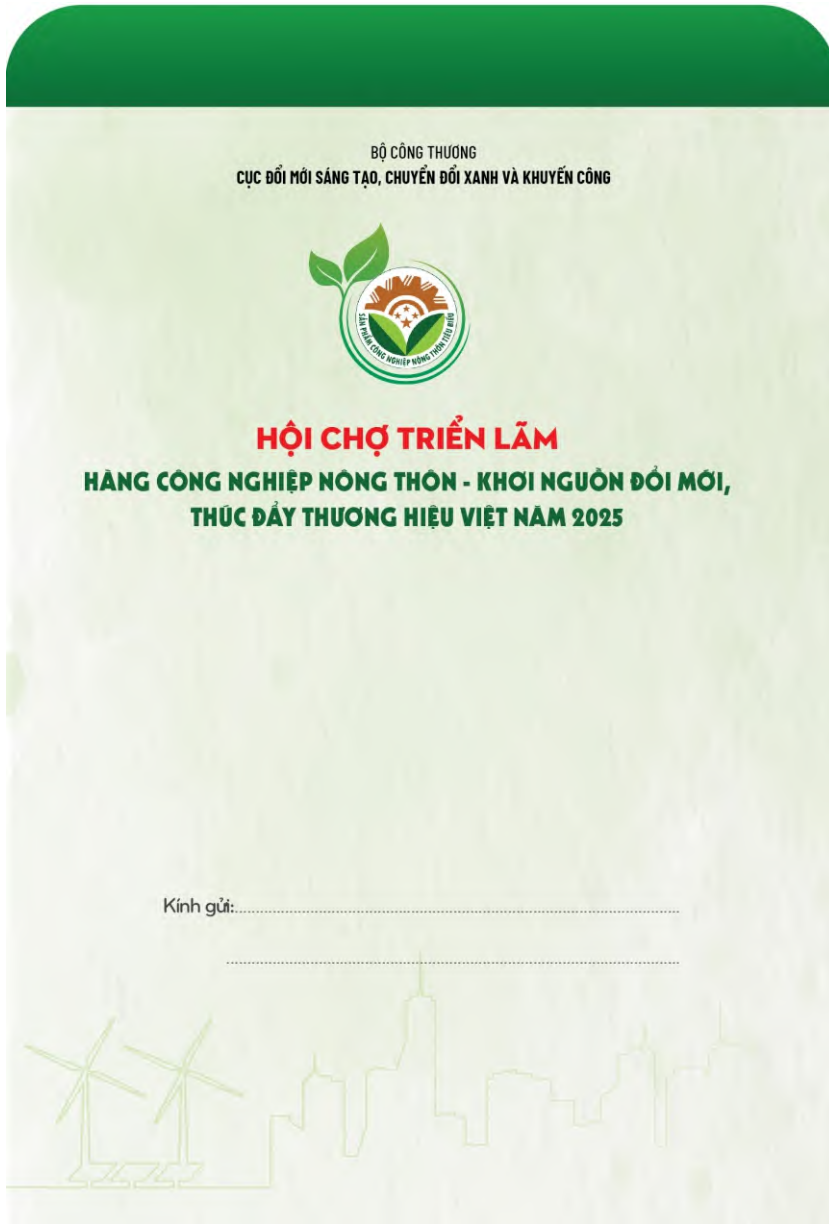 BỘ CÔNG THƯƠNG
CỤC ĐỔI MỚI SÁNG TẠO, CHUYỂN ĐỔI XANH VÀ KHUYẾN CÔNG
SẢN PHẨM CÔNG NGHIỆP NÔNG THÔN TIÊU BIỂU
HỘI CHỢ TRIỂN LÃM
HÀNG CÔNG NGHIỆP NÔNG THÔN - KHƠI NGUỒN ĐỔI MỚI,
THÚC ĐẨY THƯƠNG HIỆU VIỆT NĂM 2025
Kính gửi: